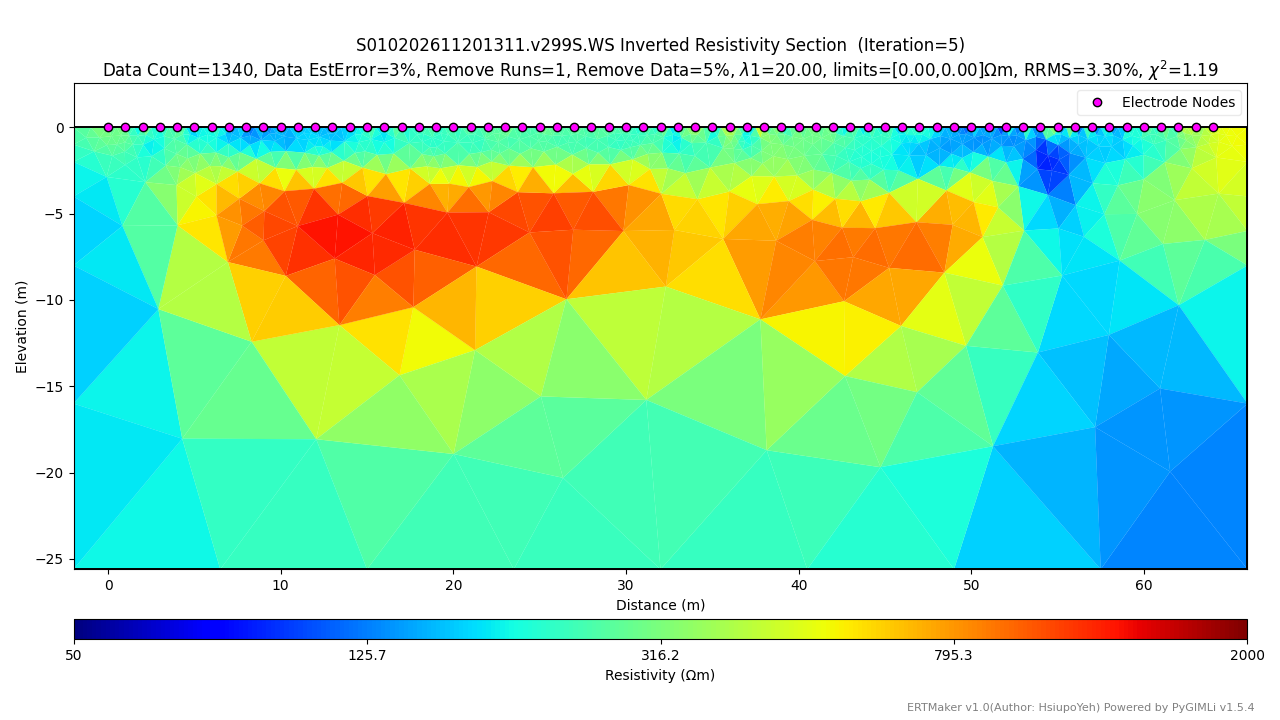 S010202611201311.v299S.WS Inverted Resistivity Section (Iteration=5)
Data Count=1340, Data EstError=3%, Remove Runs=1, Remove Data=5%, λ1=20.00, limits=[0.00,0.00]Ωm, RRMS=3.30%, χ²=1.19
Electrode Nodes
0
−5
−10
−15
−20
−25
Elevation (m)
0 10 20 30 40 50 60
Distance (m)
50 125.7 316.2 795.3 2000
Resistivity (Ωm)
ERTMaker v1.0(Author: HsiupoYeh) Powered by PyGIMLi v1.5.4